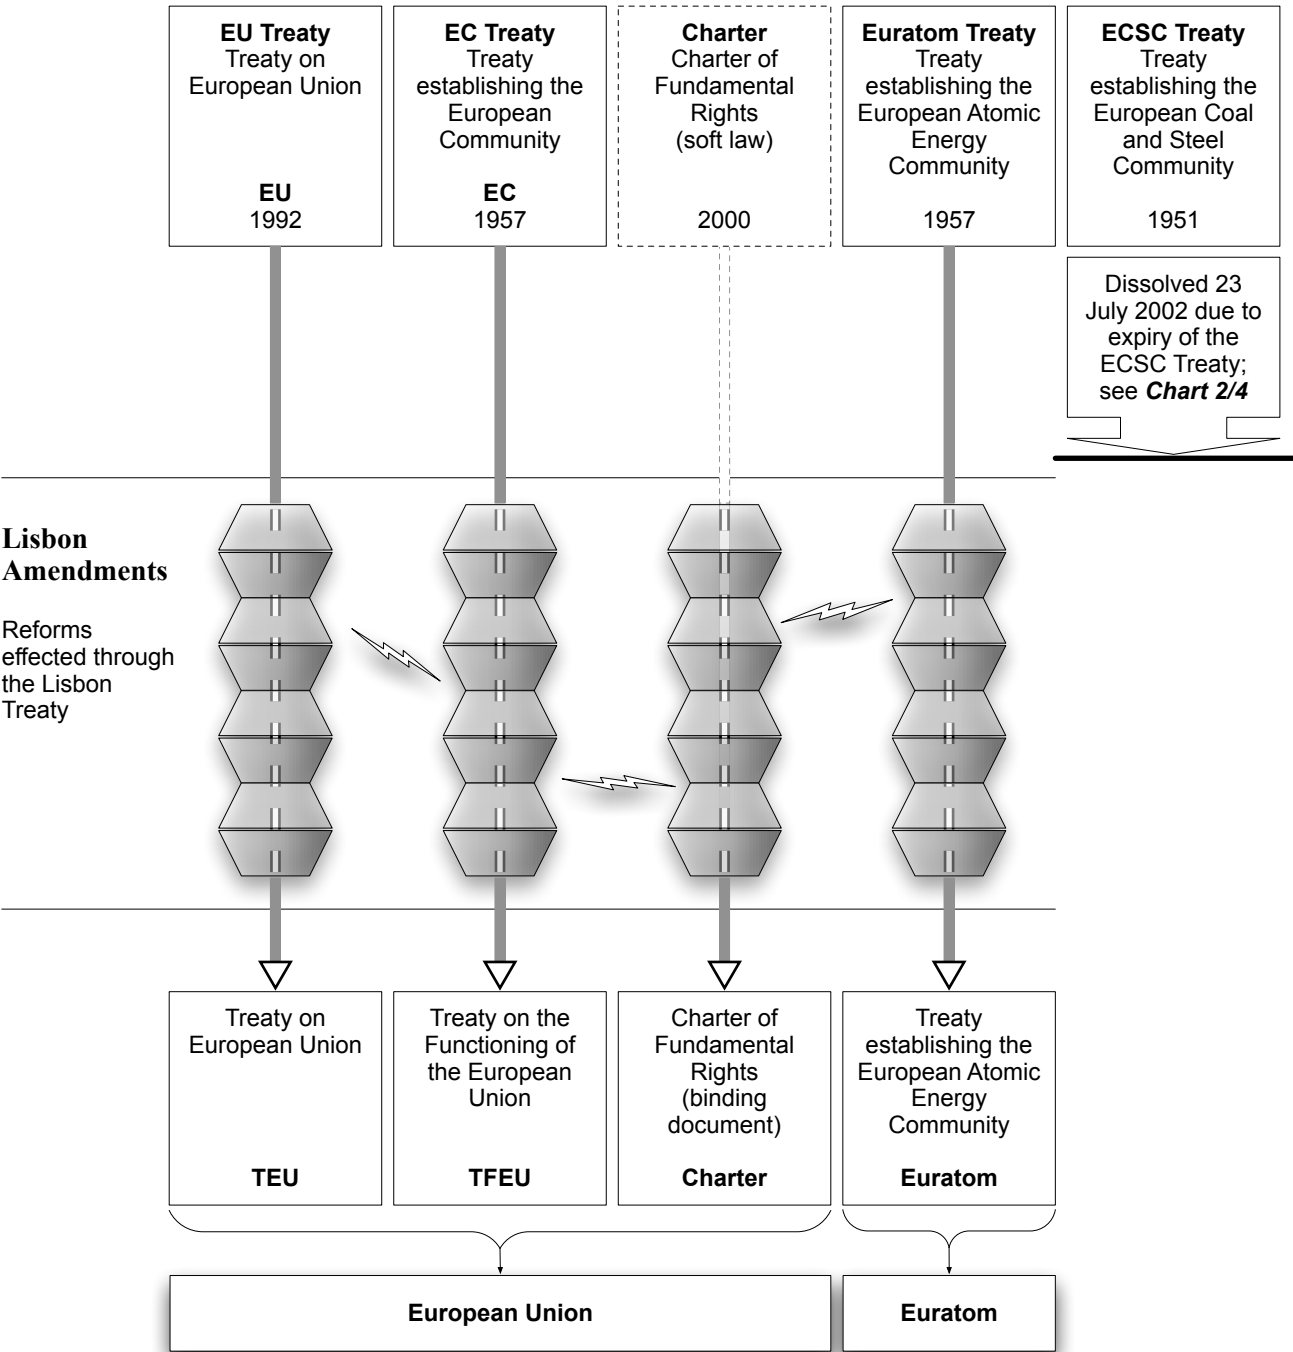 EU Treaty
Treaty on
European Union
EU
1992
EC Treaty
Treaty
establishing the
European
Community
EC
1957
Charter
Charter of
Fundamental
Rights
(soft law)
2000
Euratom Treaty
Treaty
establishing the
European Atomic
Energy
Community
1957
ECSC Treaty
Treaty
establishing the
European Coal
and Steel
Community
1951
Dissolved 23
July 2002 due to
expiry of the
ECSC Treaty;
see Chart 2/4
Lisbon
Amendments
Reforms
effected through
the Lisbon
Treaty
Treaty on
European Union
TEU
Treaty on the
Functioning of
the European
Union
TFEU
Charter of
Fundamental
Rights
(binding
document)
Charter
Treaty
establishing the
European Atomic
Energy
Community
Euratom
European Union
Euratom